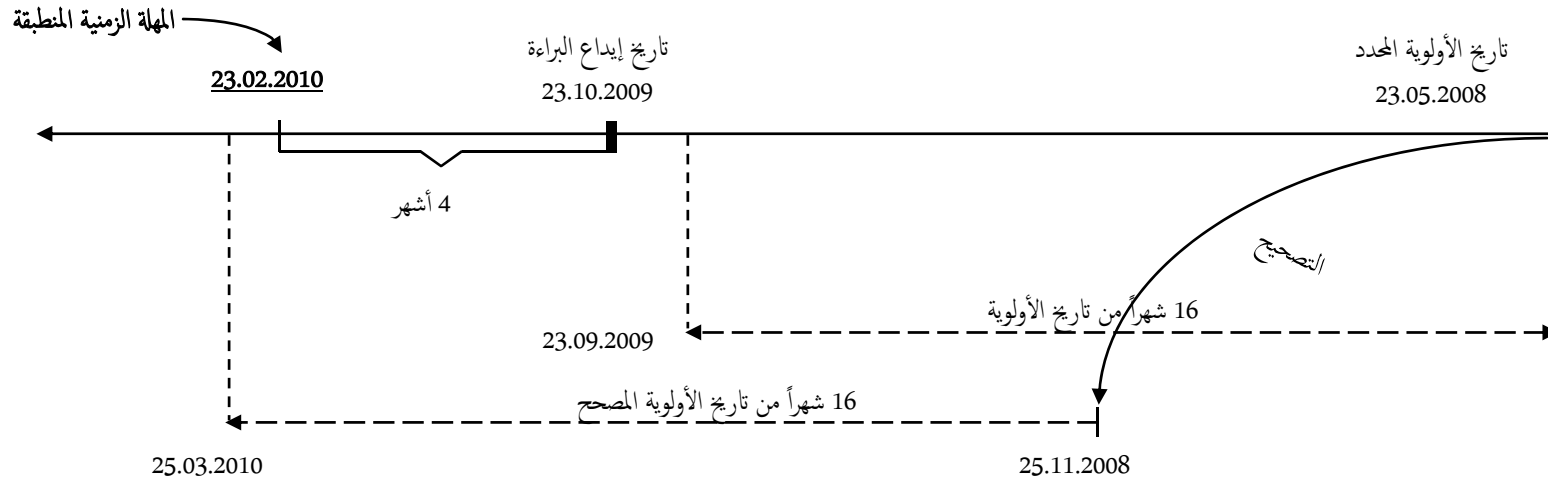 المهلة الزمنية المنطبقة
تاريخ الأولوية المحدد
23.05.2008
تاريخ إيداع البراءة
23.10.2009
23.02.2010
4 أشهر
التصحيح
16 شهراً من تاريخ الأولوية
23.09.2009
16 شهراً من تاريخ الأولوية المصحح
25.11.2008
25.03.2010